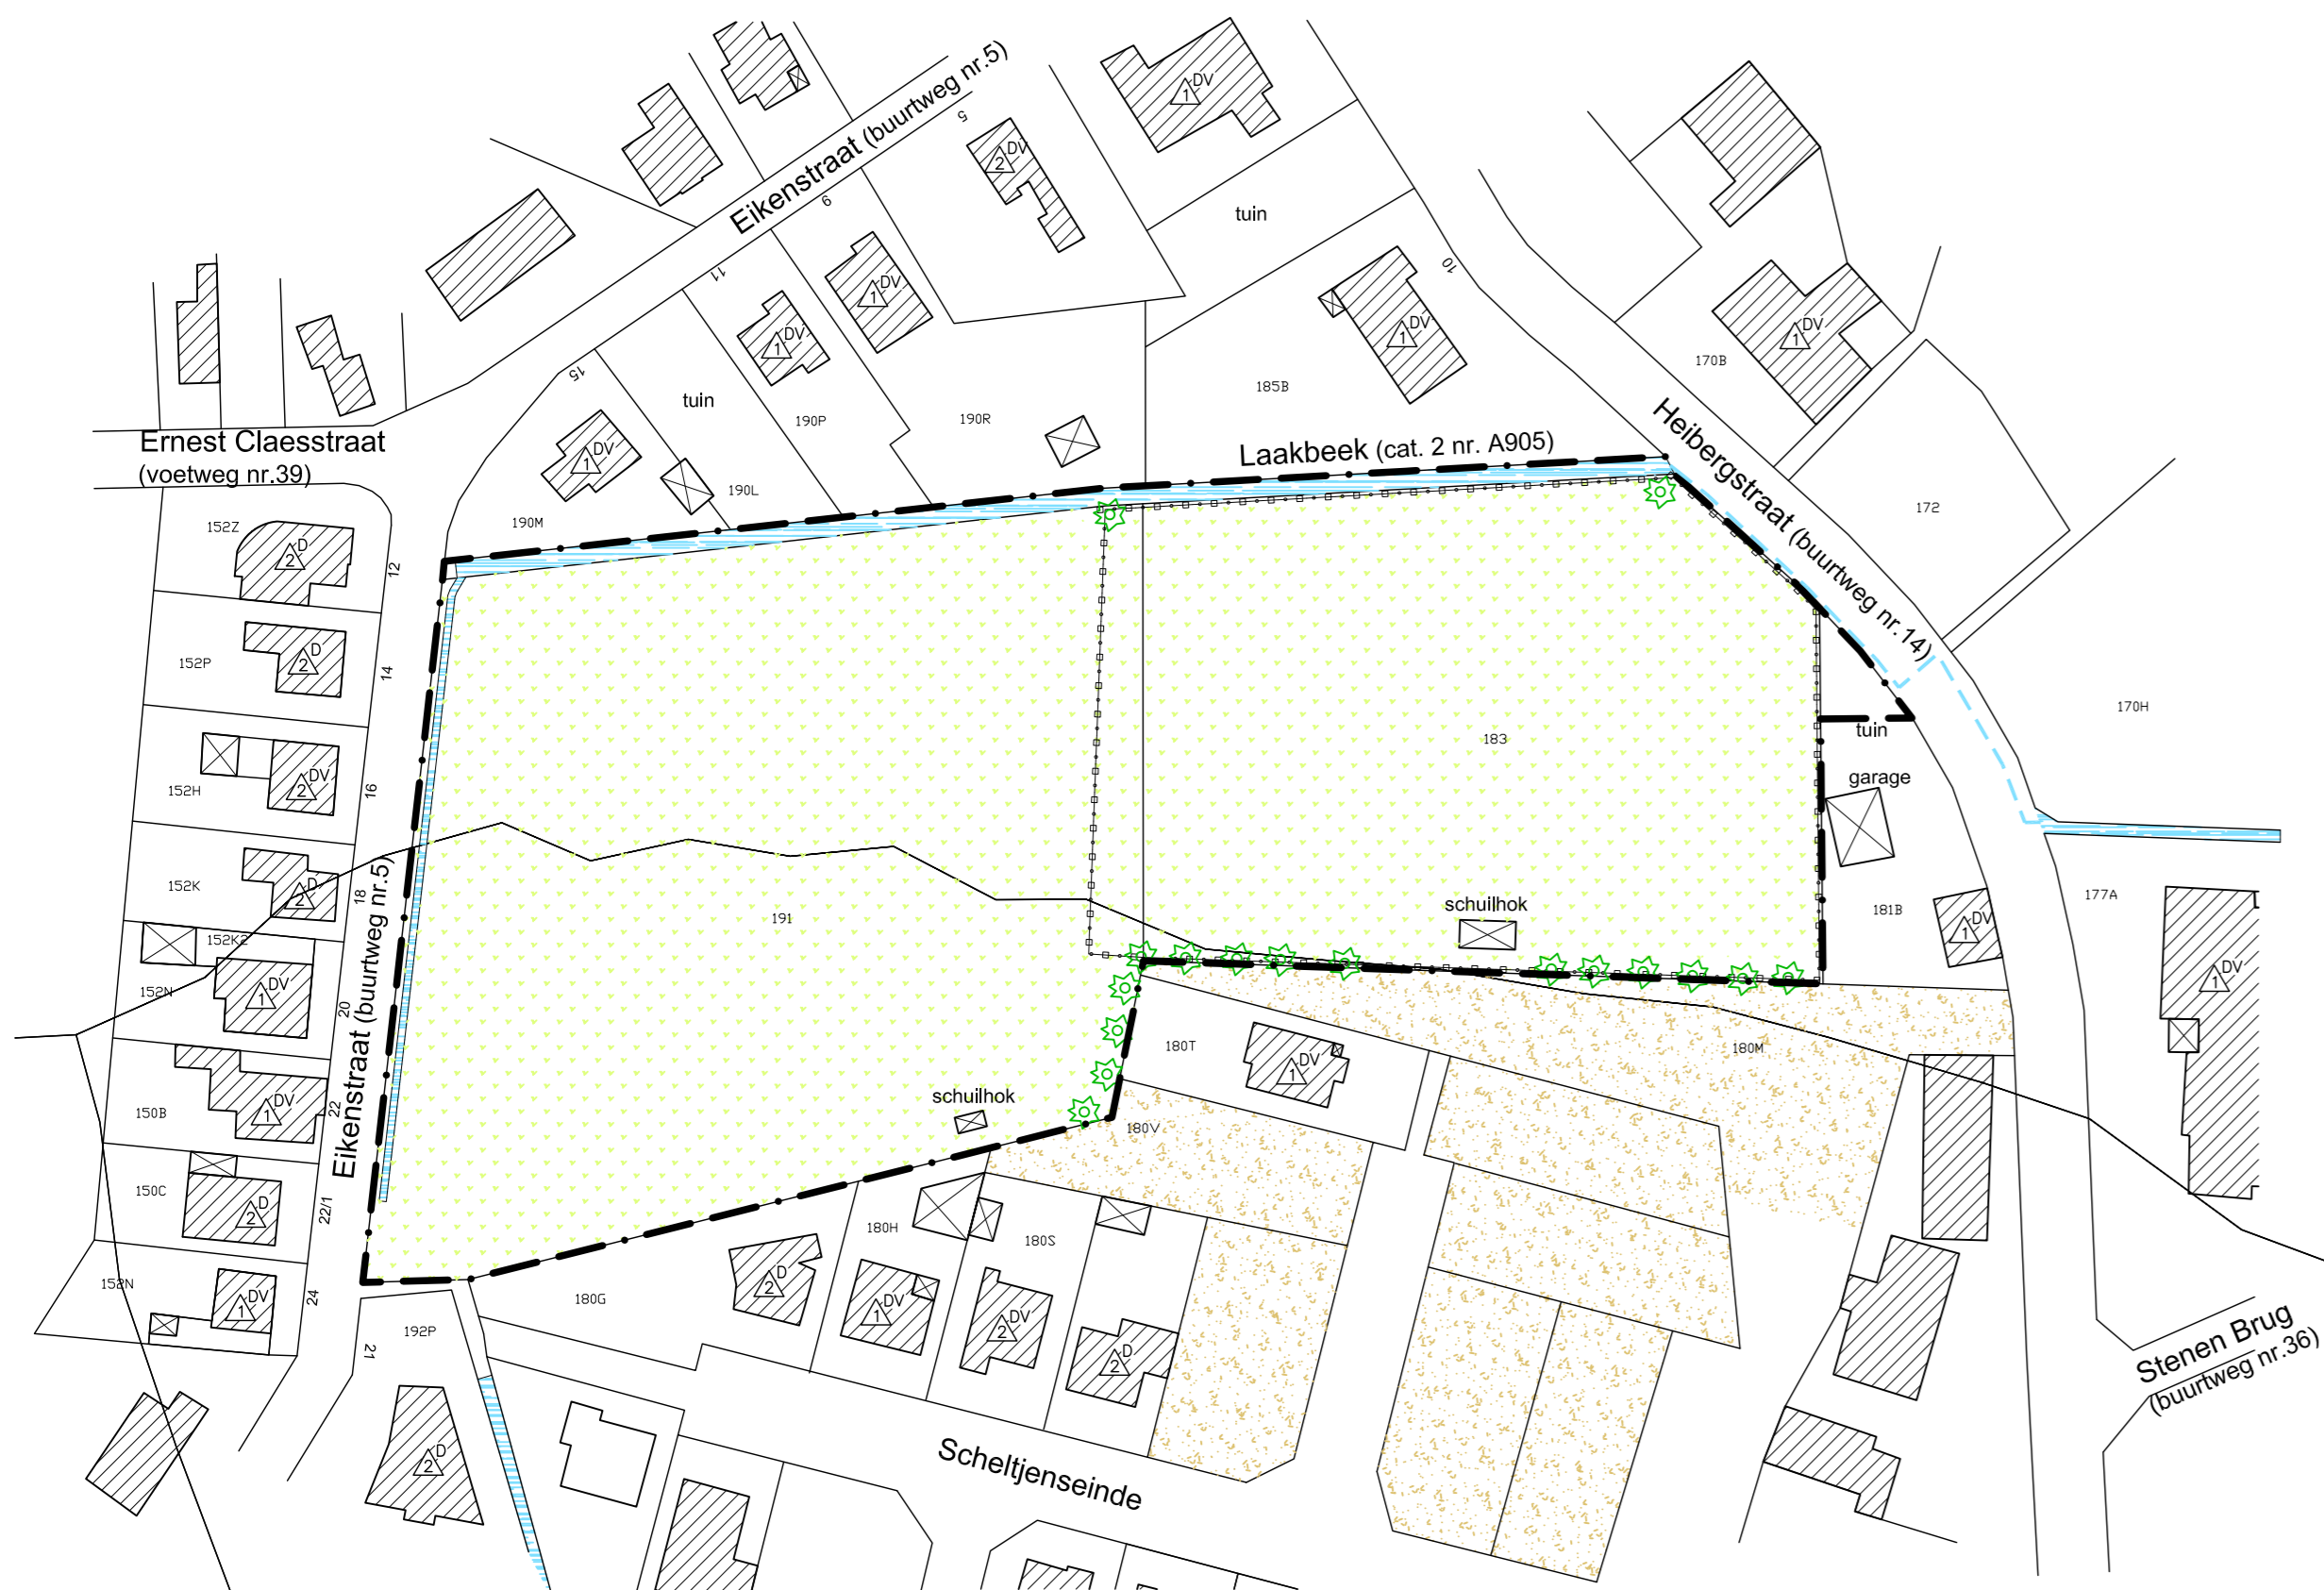 Eikenstraat (buurtweg nr.5)
5
9
11
15
DV
1
DV
2
tuin
10
DV
1
DV
1
DV
1
DV
1
DV
1
tuin
190P
190R
185B
170B
DV
1
190L
190M
Ernest Claesstraat
(voetweg nr.39)
Laakbeek (cat. 2 nr. A905)
Heibergstraat (buurtweg nr.14)
172
152Z
D
2
12
152P
D
2
14
152H
DV
2
16
152K
D
2
18
152K2
152N
DV
1
20
150B
DV
1
22
150C
D
2
22/1
152N
DV
1
24
Eikenstraat (buurtweg nr.5)
191
183
tuin
garage
170H
177A
181B
DV
1
DV
1
schuilhok
schuilhok
180T
DV
1
180M
180V
180H
180S
180G
D
2
DV
1
DV
2
D
2
192P
21
D
2
Scheltjenseinde
Stenen Brug
(buurtweg nr.36)